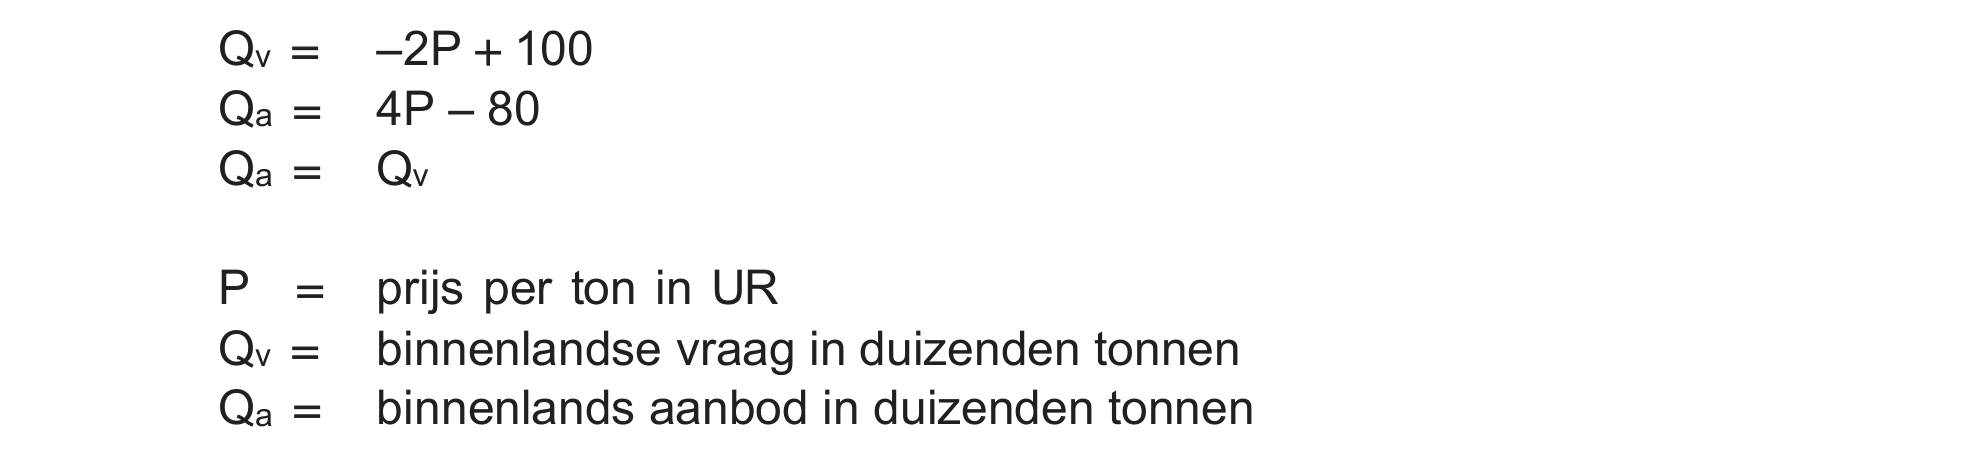 Qv = –2P + 100
Qa = 4P – 80
Qa = Qv
P = prijs per ton in UR
Qv = binnenlandse vraag in duizenden tonnen
Qa = binnenlands aanbod in duizenden tonnen